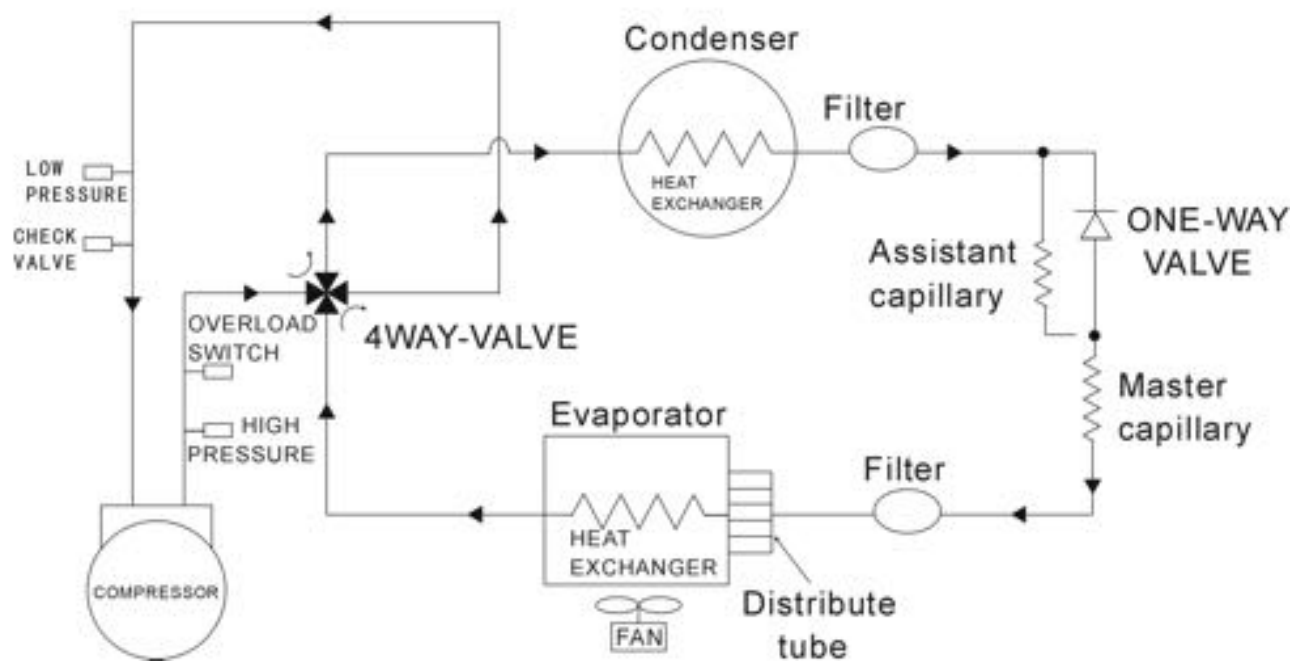 Condenser
Filter
HEAT
EXCHANGER
LOW
PRESSURE
CHECK
VALVE
ONE-WAY
VALVE
Assistant
capillary
OVERLOAD
SWITCH
4WAY-VALVE
HIGH
PRESSURE
Master
capillary
Evaporator
Filter
HEAT
EXCHANGER
COMPRESSOR
Distribute
tube
FAN